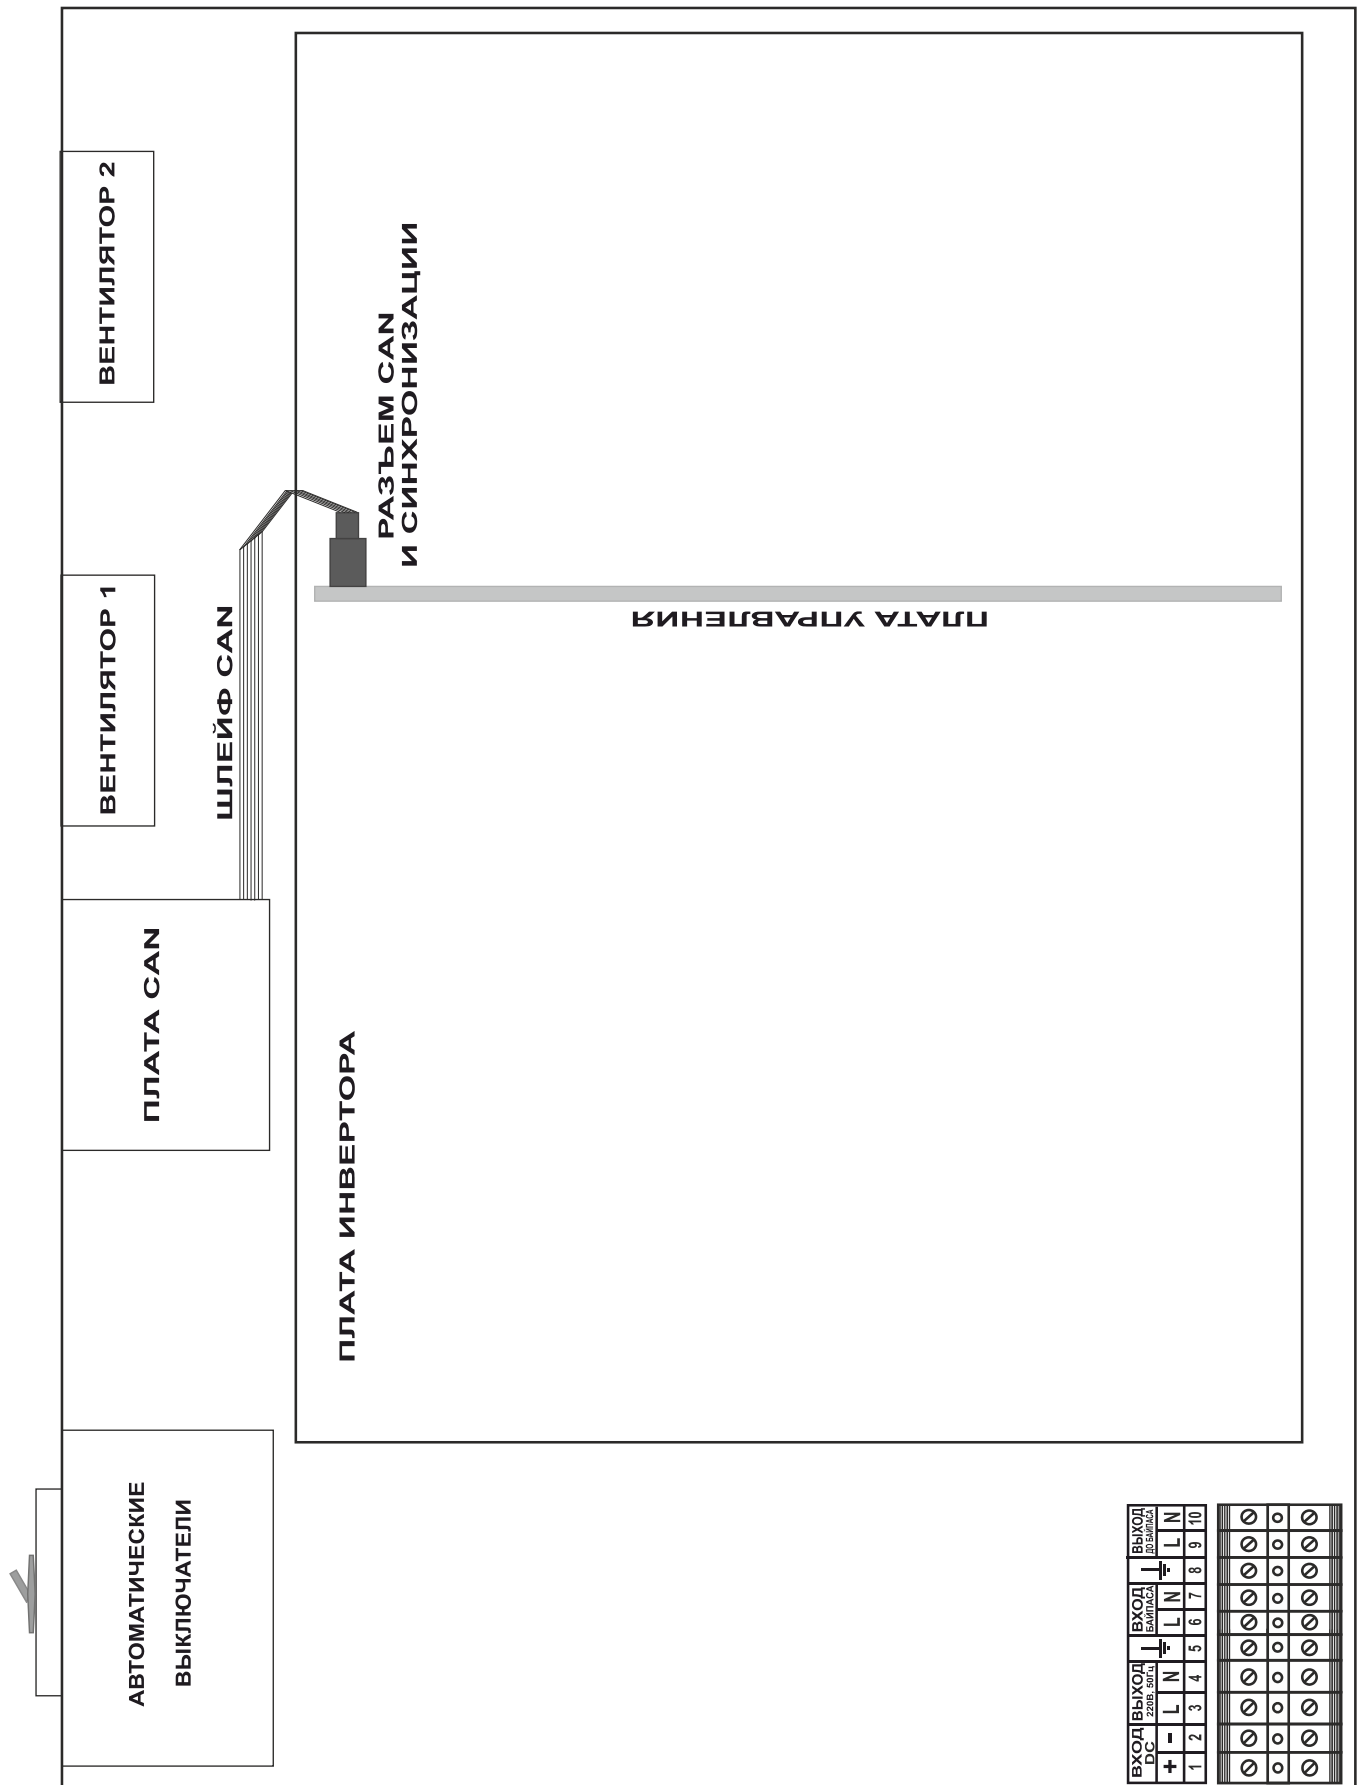 ВЕНТИЛЯТОР 2
ВЕНТИЛЯТОР 1
ШЛЕЙФ CAN
РАЗЪЕМ CAN
И СИНХРОНИЗАЦИИ
ПЛАТА УПРАВЛЕНИЯ
ПЛАТА CAN
ПЛАТА ИНВЕРТОРА
АВТОМАТИЧЕСКИЕ
ВЫКЛЮЧАТЕЛИ
ВХОД
DC
+ -
1 2
ВЫХОД
220В, 50Гц
L N
3 4
5
ВХОД
БАЙПАСА
L N
6 7
8
ВЫХОД
ДО БАЙПАСА
L N
9 10